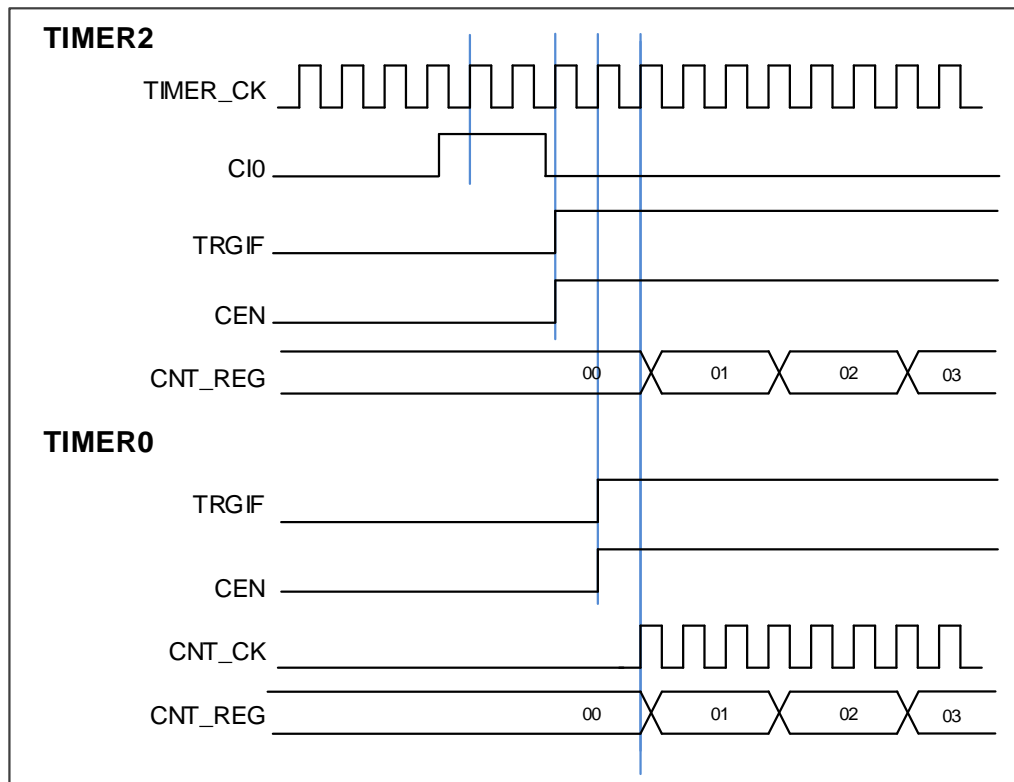 TIMER2
TIMER_CK
CI0
TRGIF
CEN
CNT_REG 00 01 02 03
TIMER0
TRGIF
CEN
CNT_CK
CNT_REG 00 01 02 03